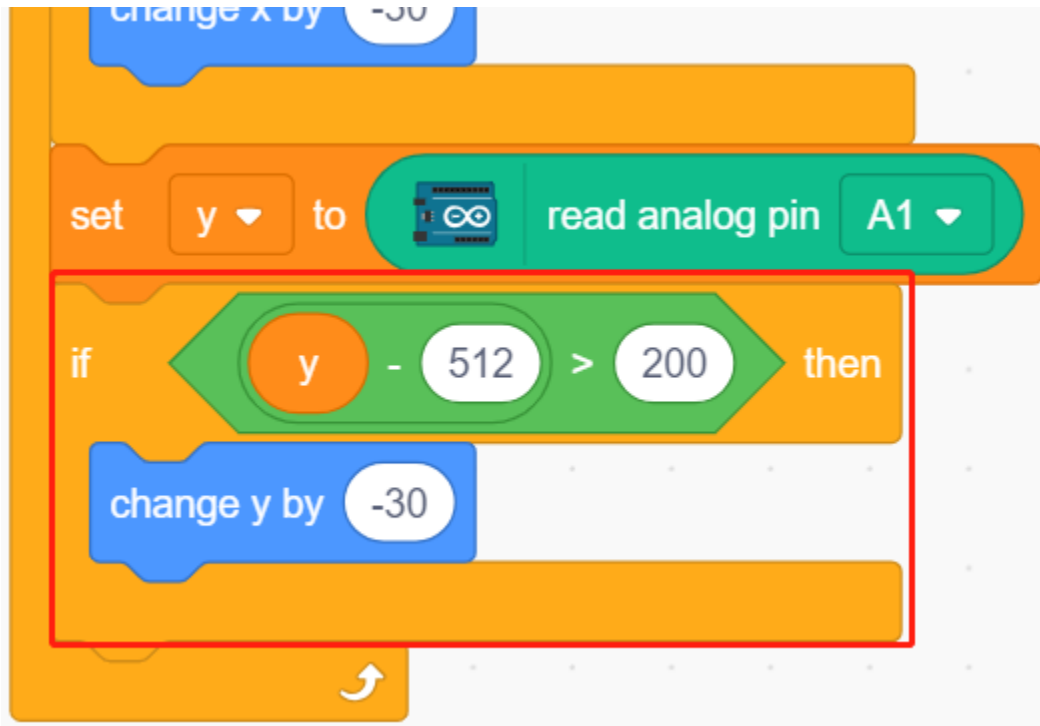 change x by -30
set y to read analog pin A1
if y - 512 > 200 then
change y by -30